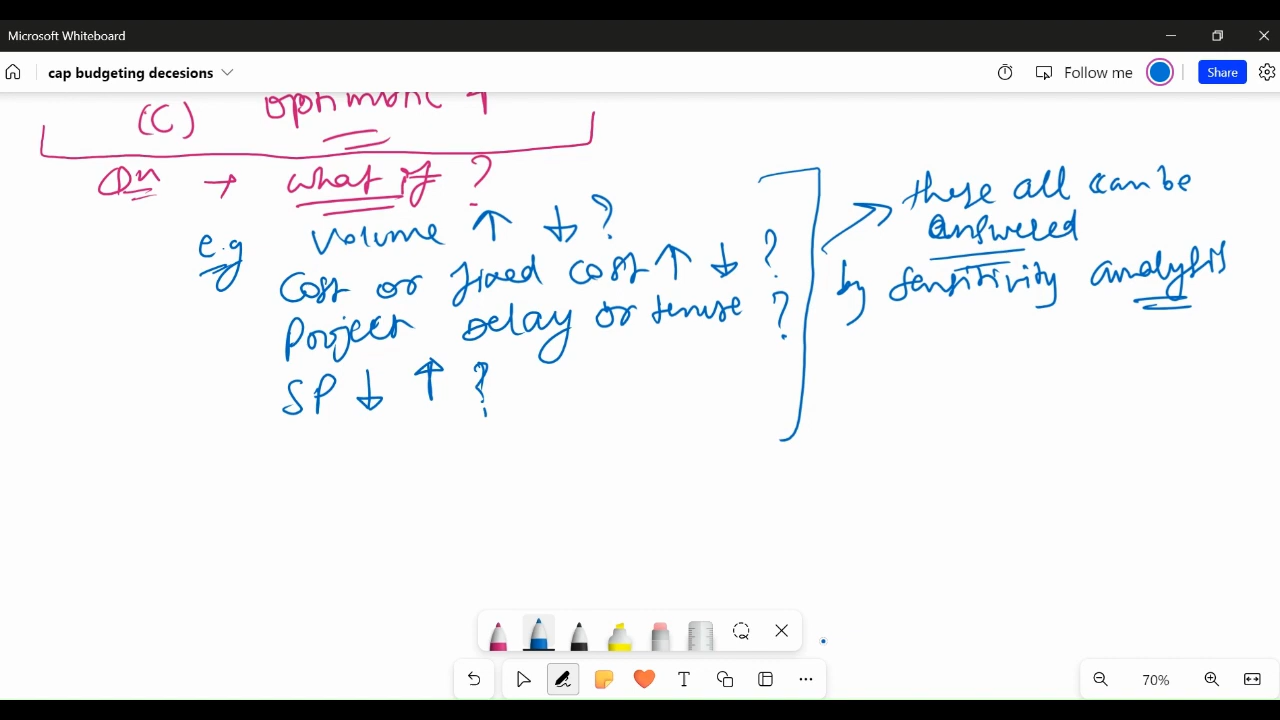 Microsoft Whiteboard
cap budgeting decesions
Follow me
Share
(C) optimistic
Qn → what if ?
e.g volume ↑ ↓ ?
Cost or fixed cost ↑ ↓ ?
Project Delay or tenure ?
SP ↓ ↑ ?
these all can be
answered
by sensitivity analysis
T
70%